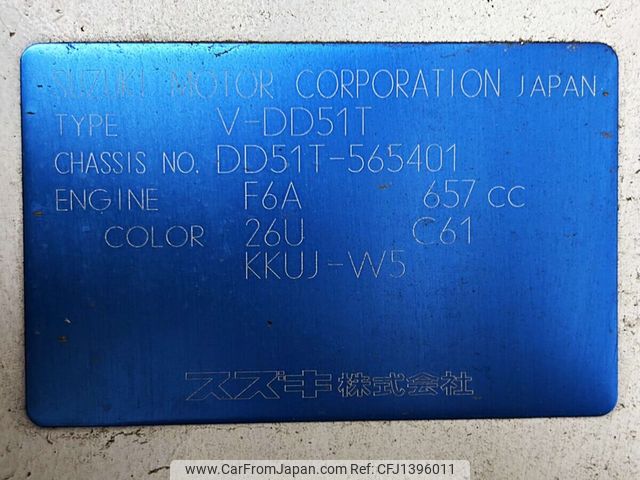 SUZUKI MOTOR CORPORATION JAPAN
TYPE V-DD51T
CHASSIS NO. DD51T-565401
ENGINE F6A 657 cc
COLOR 26U C61
KKUJ-W5
スズキ株式会社
www.CarFromJapan.com CFJ1396011